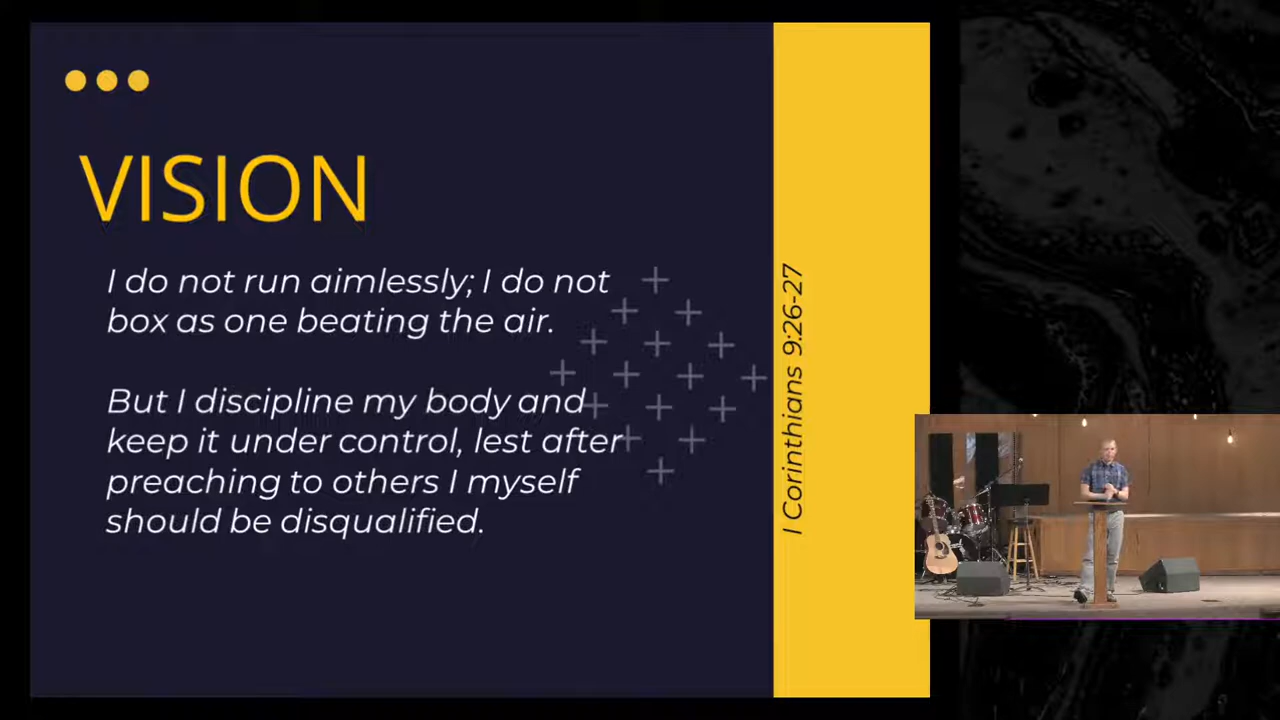 VISION
I do not run aimlessly; I do not
box as one beating the air.
But I discipline my body and
keep it under control, lest after
preaching to others I myself
should be disqualified.
I Corinthians 9:26-27